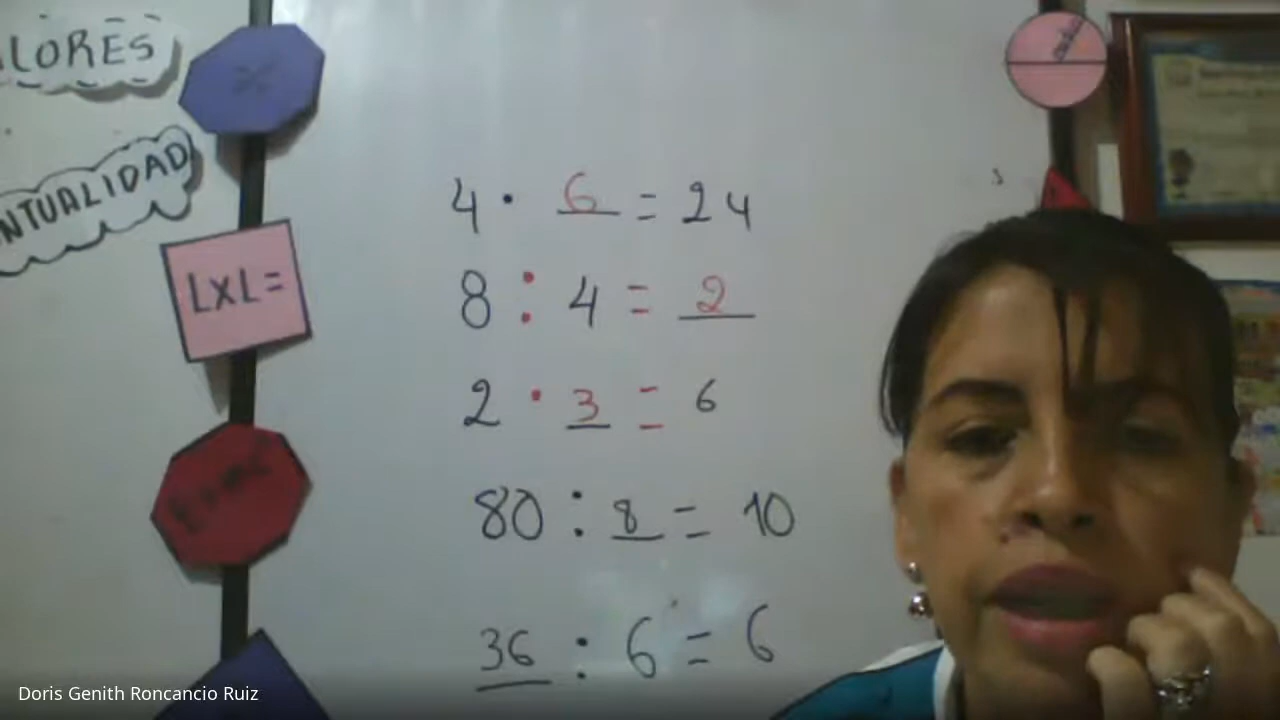 LORES
NTUALIDAD
LxL=
4 · 6 = 24
8 : 4 = 2
2 · 3 = 6
80 : 8 = 10
36 : 6 = 6
Doris Genith Roncancio Ruiz